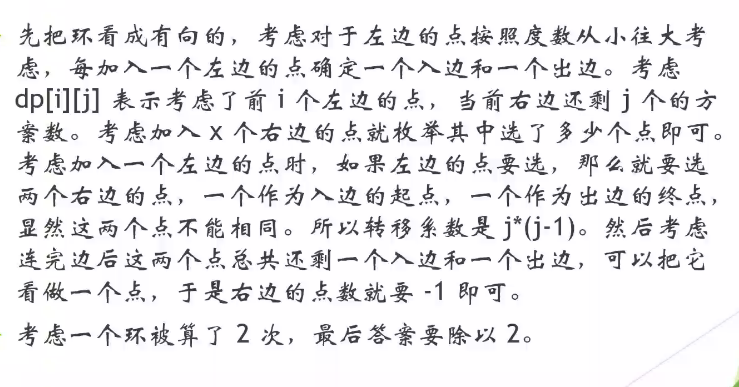 先把环看成有向的，考虑对于左边的点按照度数从小往大考
虑，每加入一个左边的点确定一个入边和一个出边。考虑
dp[i][j] 表示考虑了前 i 个左边的点，当前右边还剩 j 个的方
案数。考虑加入 x 个右边的点就枚举其中选了多少个点即可。
考虑加入一个左边的点时，如果左边的点要选，那么就要选
两个右边的点，一个作为入边的起点，一个作为出边的终点，
显然这两个点不能相同。所以转移系数是 j*(j-1)。然后考虑
连完边后这两个点总共还剩一个入边和一个出边，可以把它
看做一个点，于是右边的点数就要 -1 即可。
考虑一个环被算了 2 次，最后答案要除以 2。